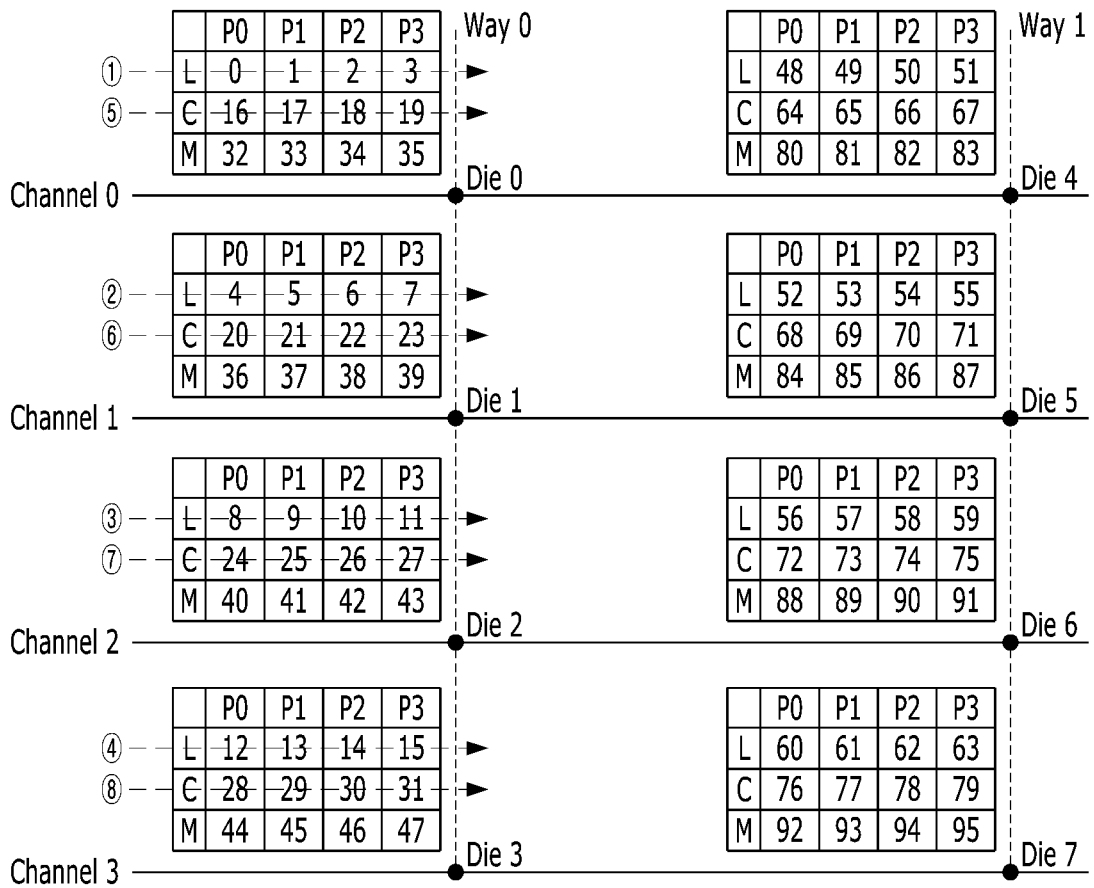 P0 P1 P2 P3 Way 0 P0 P1 P2 P3 Way 1
① L 0 1 2 3 L 48 49 50 51
⑤ C 16 17 18 19 C 64 65 66 67
M 32 33 34 35 M 80 81 82 83
Channel 0 Die 0 Die 4
P0 P1 P2 P3 P0 P1 P2 P3
② L 4 5 6 7 L 52 53 54 55
⑥ C 20 21 22 23 C 68 69 70 71
M 36 37 38 39 M 84 85 86 87
Channel 1 Die 1 Die 5
P0 P1 P2 P3 P0 P1 P2 P3
③ L 8 9 10 11 L 56 57 58 59
⑦ C 24 25 26 27 C 72 73 74 75
M 40 41 42 43 M 88 89 90 91
Channel 2 Die 2 Die 6
P0 P1 P2 P3 P0 P1 P2 P3
④ L 12 13 14 15 L 60 61 62 63
⑧ C 28 29 30 31 C 76 77 78 79
M 44 45 46 47 M 92 93 94 95
Channel 3 Die 3 Die 7